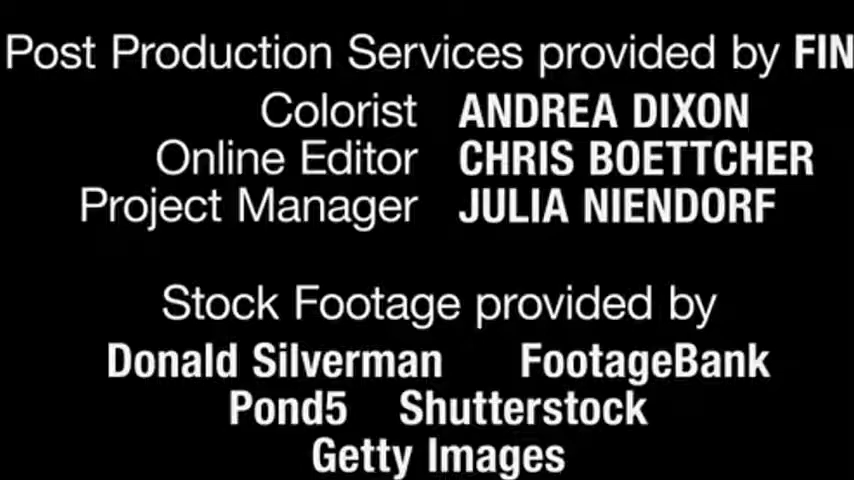 Post Production Services provided by FIN
Colorist ANDREA DIXON
Online Editor CHRIS BOETTCHER
Project Manager JULIA NIENDORF
Stock Footage provided by
Donald Silverman FootageBank
Pond5 Shutterstock
Getty Images